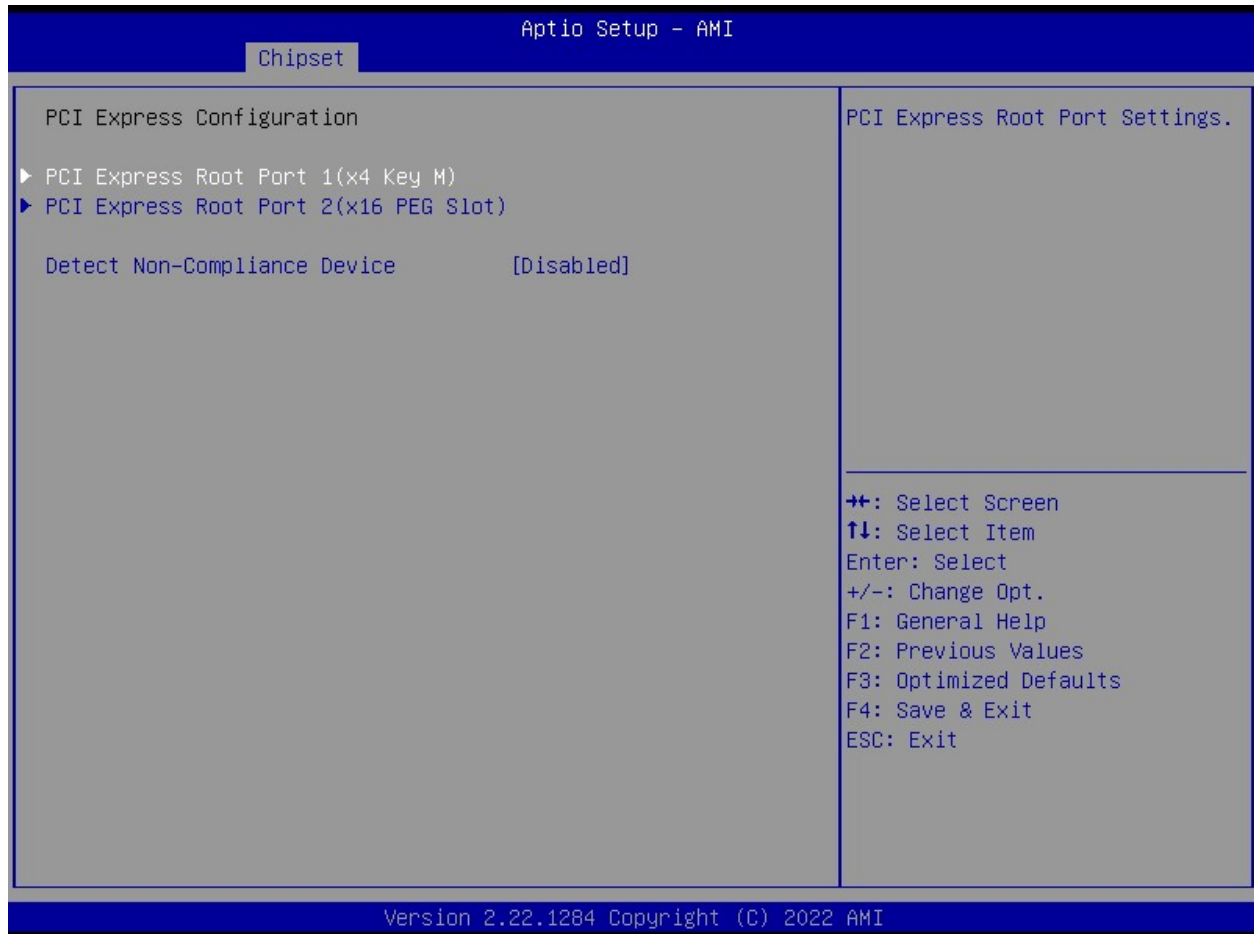 Aptio Setup – AMI
Chipset
PCI Express Configuration
PCI Express Root Port 1(x4 Key M)
PCI Express Root Port 2(x16 PEG Slot)
Detect Non-Compliance Device [Disabled]
PCI Express Root Port Settings.
→←: Select Screen
↑↓: Select Item
Enter: Select
+/-: Change Opt.
F1: General Help
F2: Previous Values
F3: Optimized Defaults
F4: Save & Exit
ESC: Exit
Version 2.22.1284 Copyright (C) 2022 AMI